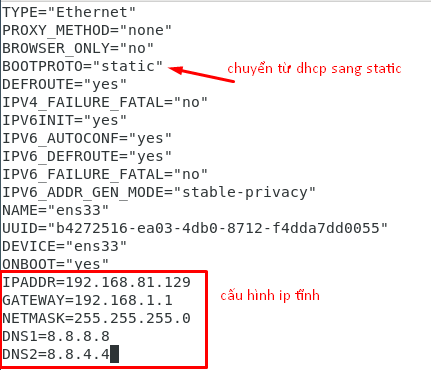 TYPE="Ethernet"
PROXY_METHOD="none"
BROWSER_ONLY="no"
BOOTPROTO="static"
chuyển từ dhcp sang static
DEFROUTE="yes"
IPV4_FAILURE_FATAL="no"
IPV6INIT="yes"
IPV6_AUTOCONF="yes"
IPV6_DEFROUTE="yes"
IPV6_FAILURE_FATAL="no"
IPV6_ADDR_GEN_MODE="stable-privacy"
NAME="ens33"
UUID="b4272516-ea03-4db0-8712-f4dda7dd0055"
DEVICE="ens33"
ONBOOT="yes"
IPADDR=192.168.81.129
cấu hình ip tĩnh
GATEWAY=192.168.1.1
NETMASK=255.255.255.0
DNS1=8.8.8.8
DNS2=8.8.4.4